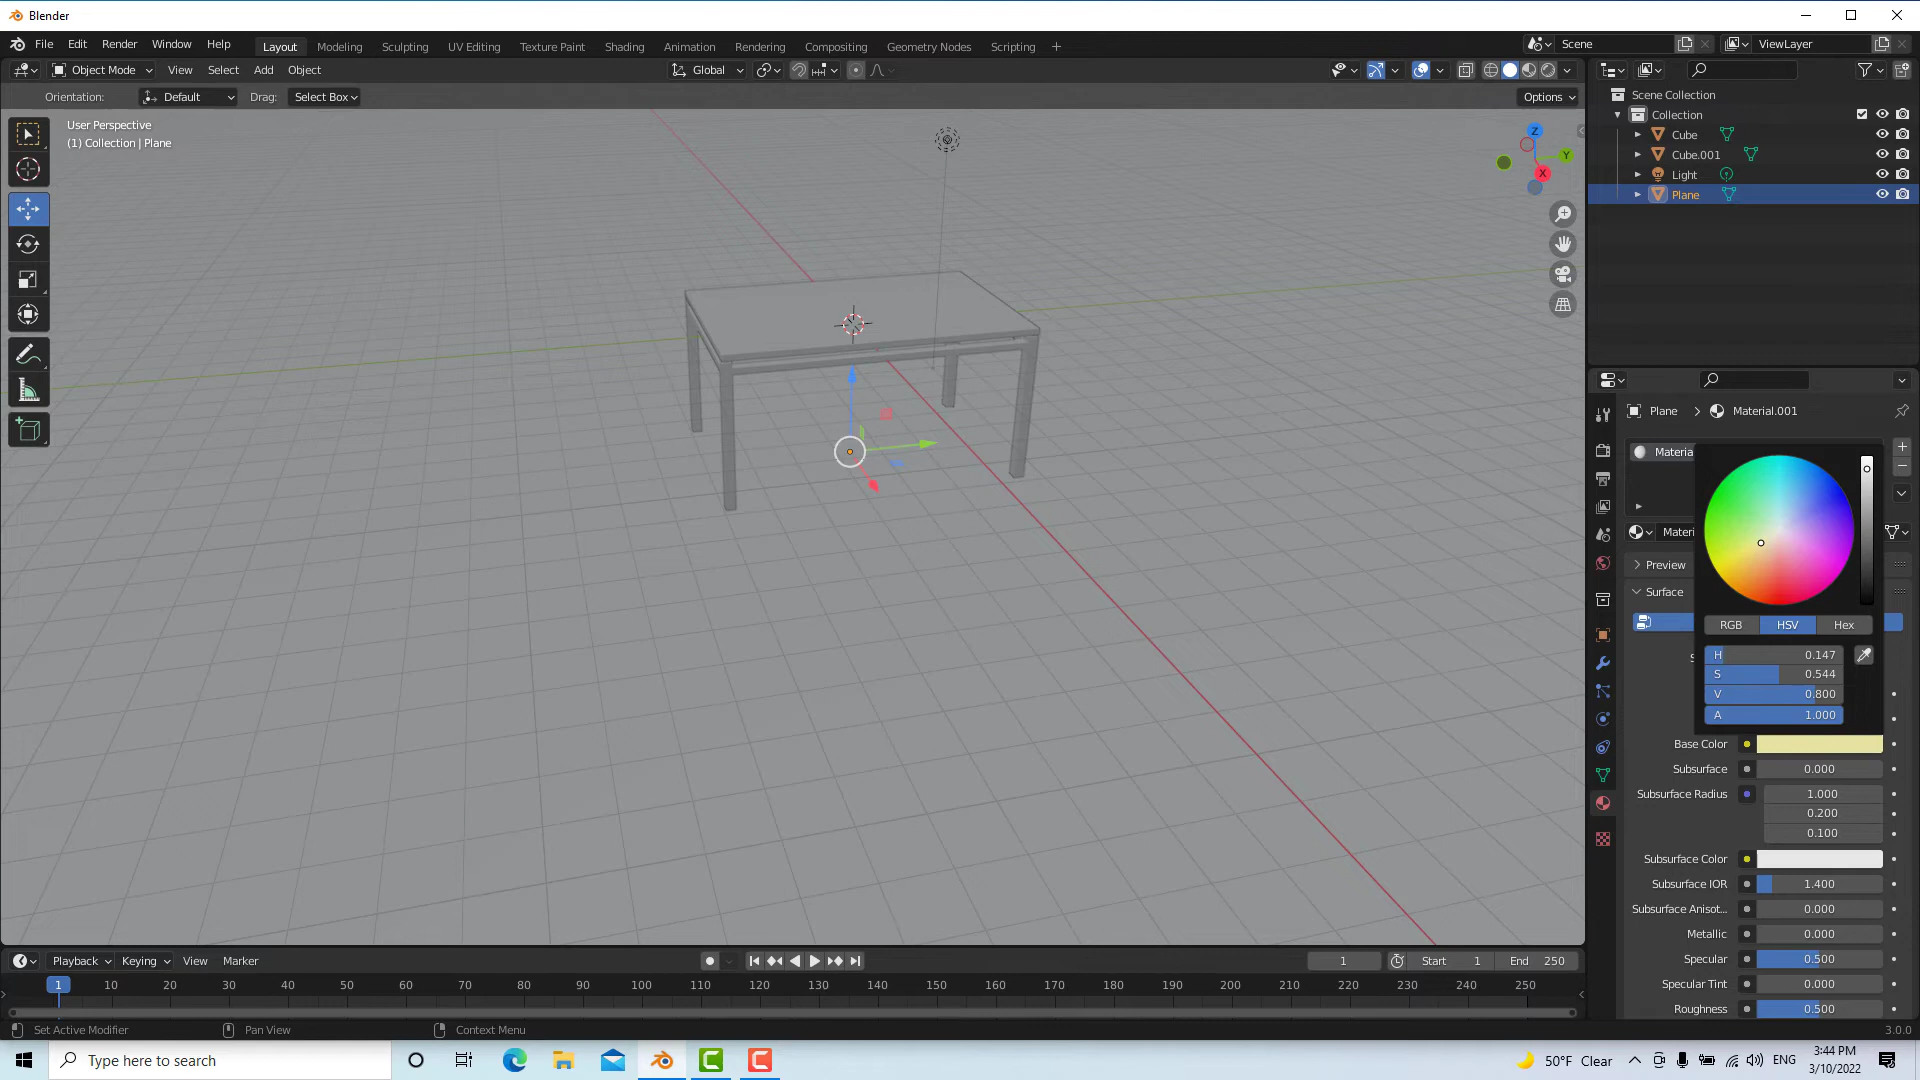 Blender
File Edit Render Window Help
Layout Modeling Sculpting UV Editing Texture Paint Shading Animation Rendering Compositing Geometry Nodes Scripting +
Scene
ViewLayer
Object Mode View Select Add Object
Global
Orientation: Default Drag: Select Box
Options
User Perspective
(1) Collection | Plane
Z
Y
X
Scene Collection
Collection
Cube
Cube.001
Light
Plane
Plane > Material.001
Materia
Materi
Preview
Surface
RGB HSV Hex
H 0.147
S 0.544
V 0.800
A 1.000
Base Color
Subsurface 0.000
Subsurface Radius 1.000
0.200
0.100
Subsurface Color
Subsurface IOR 1.400
Subsurface Anisot... 0.000
Metallic 0.000
Specular 0.500
Specular Tint 0.000
Roughness 0.500
Playback Keying View Marker
1 Start 1 End 250
1 10 20 30 40 50 60 70 80 90 100 110 120 130 140 150 160 170 180 190 200 210 220 230 240 250
Set Active Modifier Pan View Context Menu
3.0.0
Type here to search
50°F Clear
ENG
3:44 PM
3/10/2022